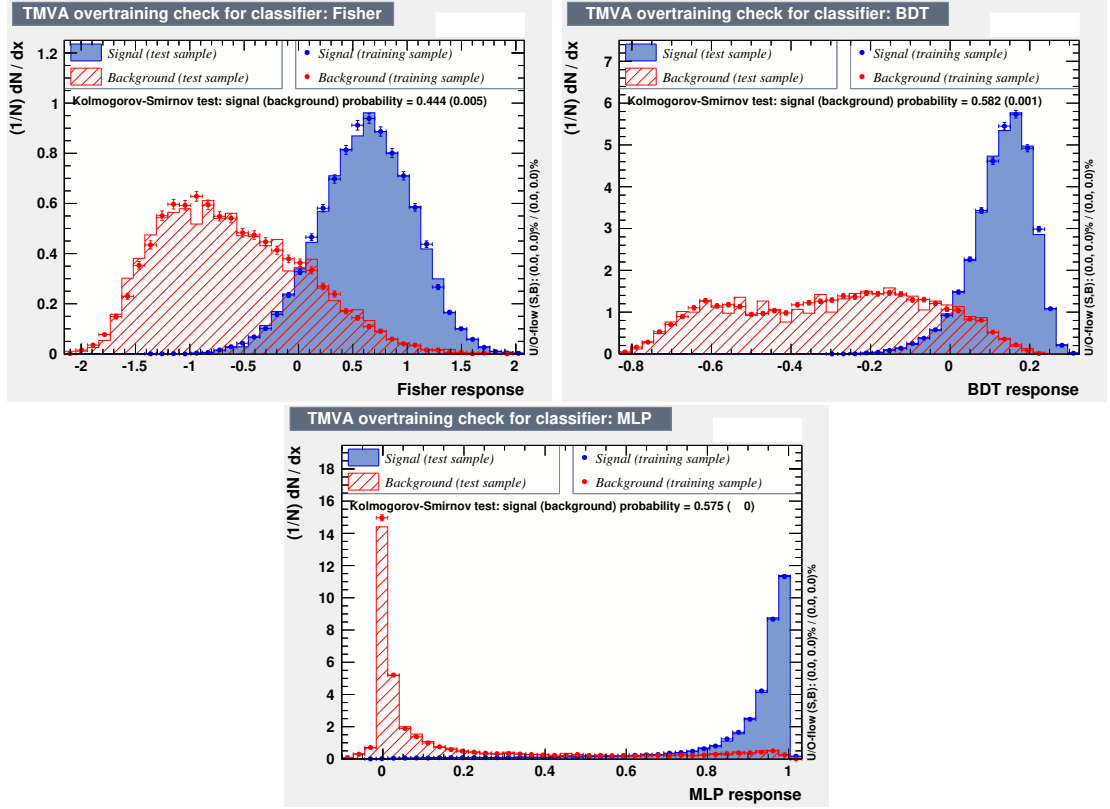 TMVA overtraining check for classifier: Fisher
(1/N) dN / dx
Signal (test sample)
Background (test sample)
Signal (training sample)
Background (training sample)
Kolmogorov-Smirnov test: signal (background) probability = 0.444 (0.005)
1.2
1
0.8
0.6
0.4
0.2
0
-2 -1.5 -1 -0.5 0 0.5 1 1.5 2
Fisher response
U/O-flow (S,B): (0.0, 0.0)% / (0.0, 0.0)%
TMVA overtraining check for classifier: BDT
(1/N) dN / dx
Signal (test sample)
Background (test sample)
Signal (training sample)
Background (training sample)
Kolmogorov-Smirnov test: signal (background) probability = 0.582 (0.001)
7
6
5
4
3
2
1
0
-0.8 -0.6 -0.4 -0.2 0 0.2
BDT response
U/O-flow (S,B): (0.0, 0.0)% / (0.0, 0.0)%
TMVA overtraining check for classifier: MLP
(1/N) dN / dx
Signal (test sample)
Background (test sample)
Signal (training sample)
Background (training sample)
Kolmogorov-Smirnov test: signal (background) probability = 0.575 ( 0)
18
16
14
12
10
8
6
4
2
0
0 0.2 0.4 0.6 0.8 1
MLP response
U/O-flow (S,B): (0.0, 0.0)% / (0.0, 0.0)%